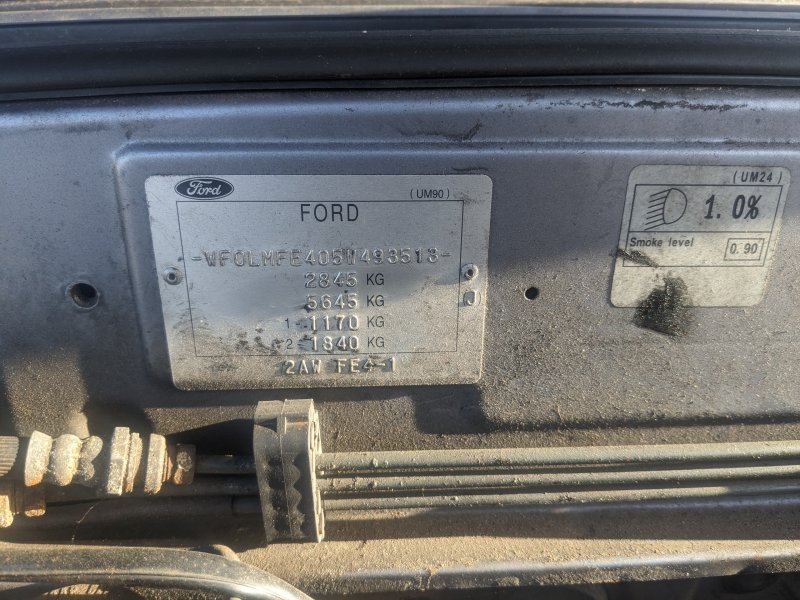 Ford
(UM90)
FORD
-WF0LMFE405W493513-
2845 KG
5645 KG
1- 1170 KG
2- 1840 KG
2AW FE4-1
(UM24)
1.0%
Smoke level
0.90